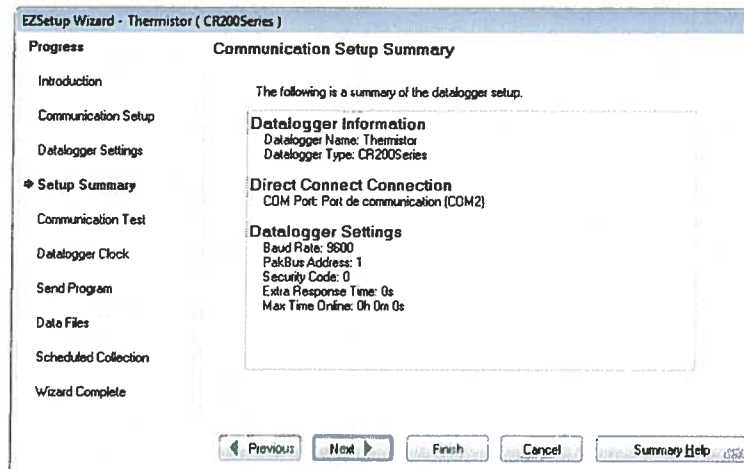 EZSetup Wizard - Thermistor ( CR200Series )
Progress
Introduction
Communication Setup
Datalogger Settings
Setup Summary
Communication Test
Datalogger Clock
Send Program
Data Files
Scheduled Collection
Wizard Complete
Communication Setup Summary
The following is a summary of the datalogger setup.
Datalogger Information
Datalogger Name: Thermistor
Datalogger Type: CR200Series
Direct Connect Connection
COM Port: Port de communication (COM2)
Datalogger Settings
Baud Rate: 9600
PakBus Address: 1
Security Code: 0
Extra Response Time: 0s
Max Time Online: 0h 0m 0s
Previous
Next
Finish
Cancel
Summary Help